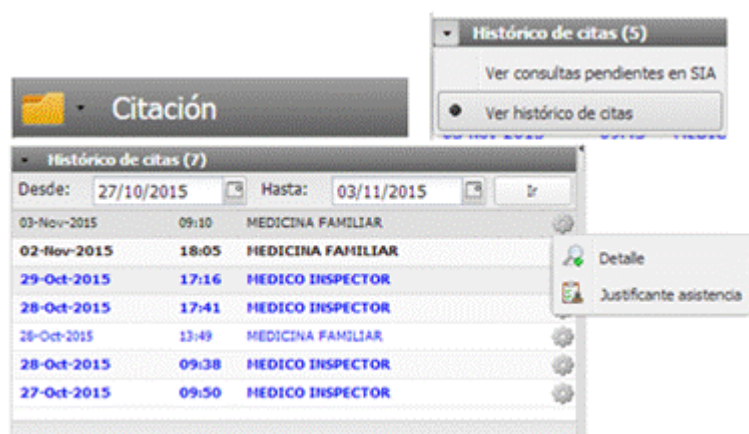 Histórico de citas (5)
Ver consultas pendientes en SIA
Ver histórico de citas
Citación
Histórico de citas (7)
Desde: 27/10/2015 Hasta: 03/11/2015 Ir
03-Nov-2015 09:10 MEDICINA FAMILIAR
02-Nov-2015 18:05 MEDICINA FAMILIAR
Detalle
29-Oct-2015 17:16 MEDICO INSPECTOR
Justificante asistencia
28-Oct-2015 17:41 MEDICO INSPECTOR
28-Oct-2015 13:49 MEDICINA FAMILIAR
28-Oct-2015 09:38 MEDICO INSPECTOR
27-Oct-2015 09:50 MEDICO INSPECTOR